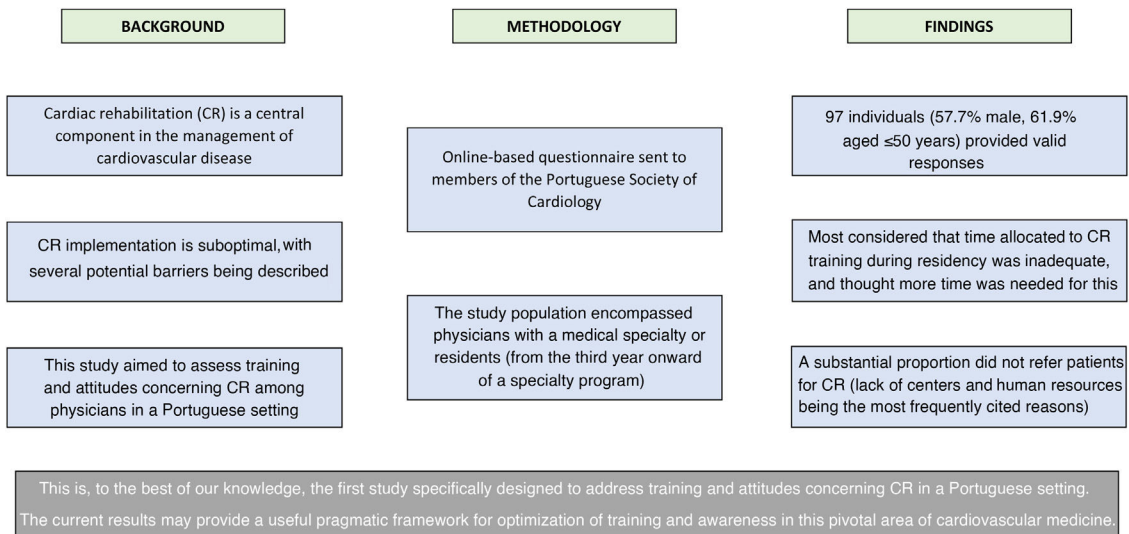 BACKGROUND
Cardiac rehabilitation (CR) is a central
component in the management of
cardiovascular disease
CR implementation is suboptimal, with
several potential barriers being described
This study aimed to assess training
and attitudes concerning CR among
physicians in a Portuguese setting
METHODOLOGY
Online-based questionnaire sent to
members of the Portuguese Society of
Cardiology
The study population encompassed
physicians with a medical specialty or
residents (from the third year onward
of a specialty program)
FINDINGS
97 individuals (57.7% male, 61.9%
aged ≤50 years) provided valid
responses
Most considered that time allocated to CR
training during residency was inadequate,
and thought more time was needed for this
A substantial proportion did not refer patients
for CR (lack of centers and human resources
being the most frequently cited reasons)
This is, to the best of our knowledge, the first study specifically designed to address training and attitudes concerning CR in a Portuguese setting.
The current results may provide a useful pragmatic framework for optimization of training and awareness in this pivotal area of cardiovascular medicine.